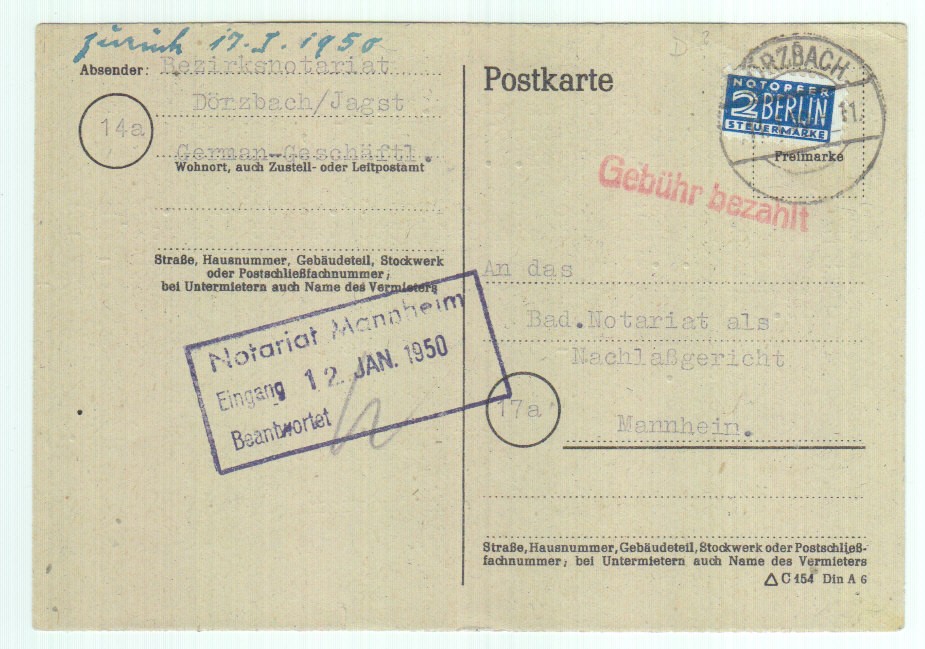 zurück 17.I.1950
Absender: Bezirksnotariat
Dörzbach/Jagst
14a
German-Geschäftl.
Wohnort, auch Zustell- oder Leitpostamt
Straße, Hausnummer, Gebäudeteil, Stockwerk
oder Postschließfachnummer;
bei Untermietern auch Name des Vermieters
Notariat Mannheim
Eingang 12. JAN. 1950
Beantwortet
Postkarte
DÖRZBACH
11
NOTOPFER
2 BERLIN
STEUERMARKE
Freimarke
Gebühr bezahlt
An das
Bad.Notariat als
Nachlaßgericht
17a
Mannhein.
Straße, Hausnummer, Gebäudeteil, Stockwerk oder Postschließ-
fachnummer; bei Untermietern auch Name des Vermieters
C 154 Din A 6